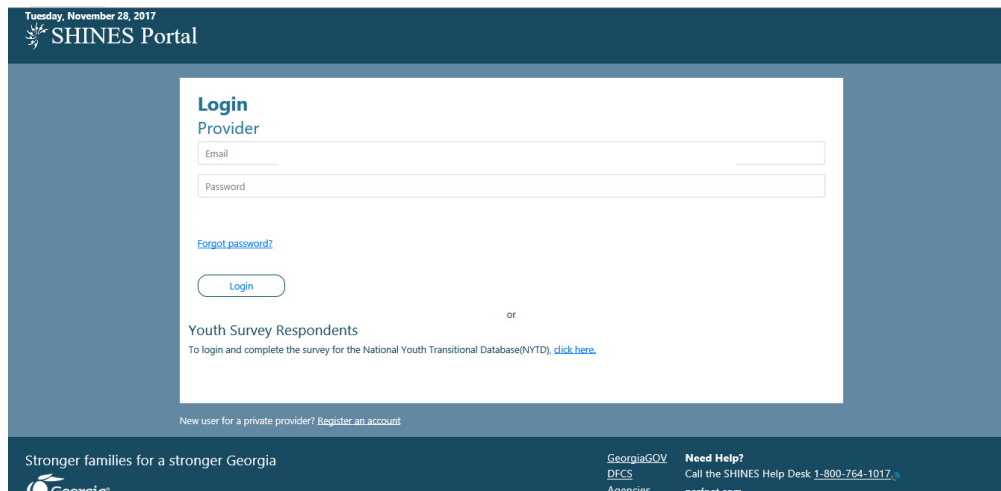 Tuesday, November 28, 2017
SHINES Portal
Login
Provider
Email
Password
Forgot password?
Login
or
Youth Survey Respondents
To login and complete the survey for the National Youth Transitional Database(NYTD), click here.
New user for a private provider? Register an account
Stronger families for a stronger Georgia
Georgia
GeorgiaGOV
DFCS
Agencies
Need Help?
Call the SHINES Help Desk 1-800-764-1017.